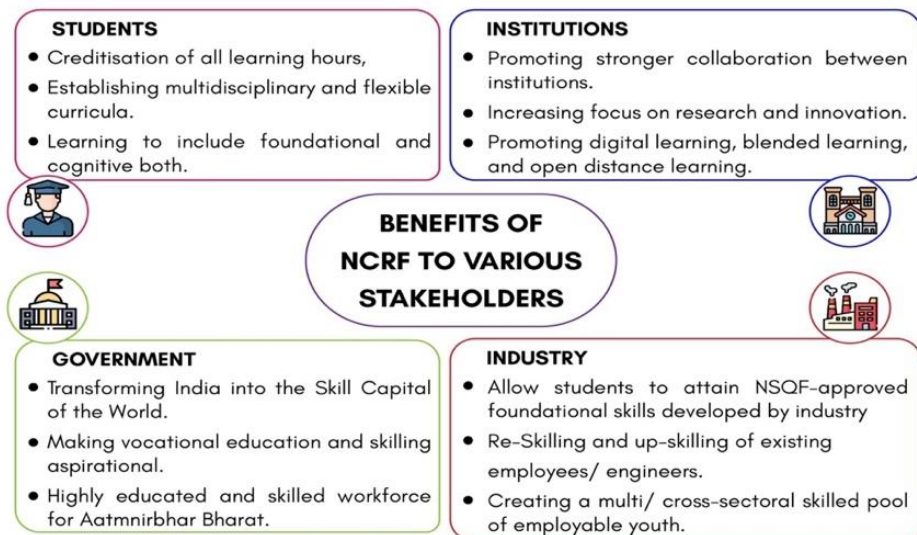 STUDENTS
● Creditisation of all learning hours,
● Establishing multidisciplinary and flexible
curricula.
● Learning to include foundational and
cognitive both.
INSTITUTIONS
● Promoting stronger collaboration between
institutions.
● Increasing focus on research and innovation.
● Promoting digital learning, blended learning,
and open distance learning.
BENEFITS OF
NCRF TO VARIOUS
STAKEHOLDERS
GOVERNMENT
● Transforming India into the Skill Capital
of the World.
● Making vocational education and skilling
aspirational.
● Highly educated and skilled workforce
for Aatmnirbhar Bharat.
INDUSTRY
● Allow students to attain NSQF-approved
foundational skills developed by industry
● Re-Skilling and up-skilling of existing
employees/ engineers.
● Creating a multi/ cross-sectoral skilled pool
of employable youth.